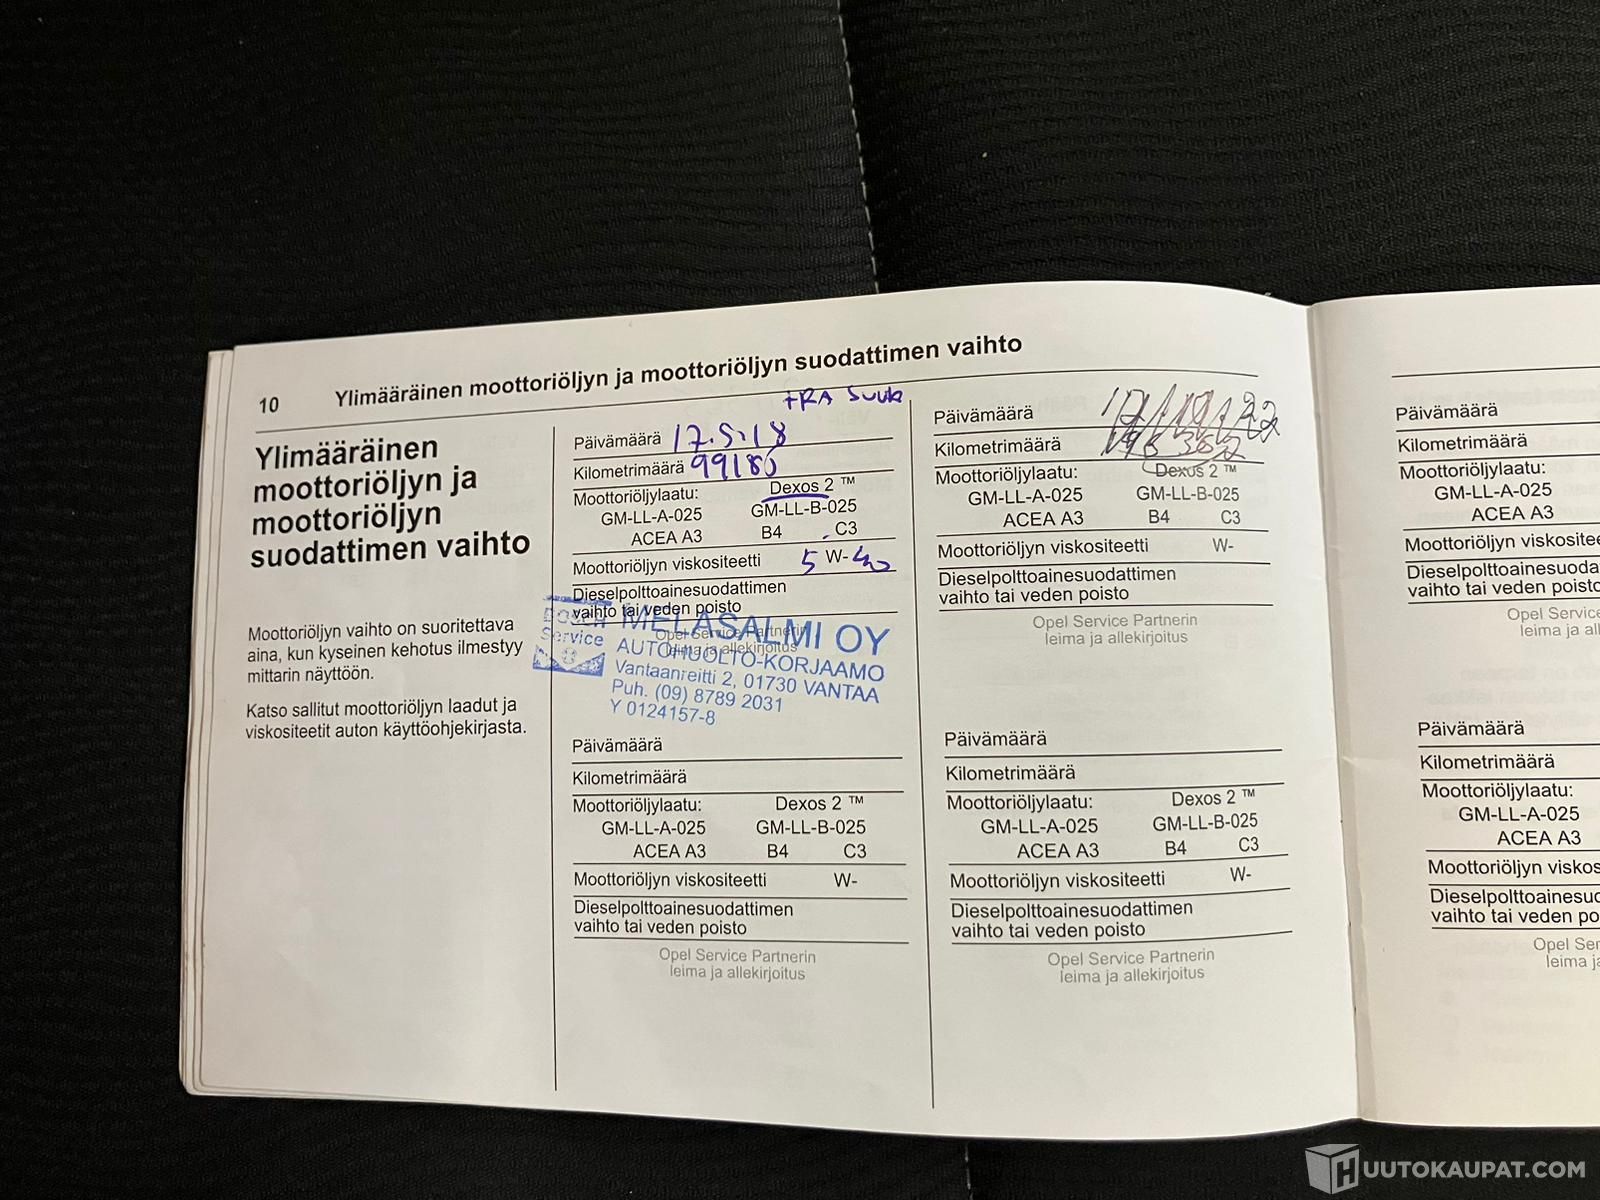 10 Ylimääräinen moottoriöljyn ja moottoriöljyn suodattimen vaihto
Ylimääräinen
moottoriöljyn ja
moottoriöljyn
suodattimen vaihto
Moottoriöljyn vaihto on suoritettava
aina, kun kyseinen kehotus ilmestyy
mittarin näyttöön.
Katso sallitut moottoriöljyn laadut ja
viskositeetit auton käyttöohjekirjasta.
Päivämäärä 17.5.18
Kilometrimäärä 99180
Moottoriöljylaatu: Dexos 2 ™
GM-LL-A-025 GM-LL-B-025
ACEA A3 B4 C3
Moottoriöljyn viskositeetti 5 W-40
Dieselpolttoainesuodattimen
vaihto tai veden poisto
Opel Service Partnerin
leima ja allekirjoitus
BOSCH
Service
MELASALMI OY
AUTOHUOLTO-KORJAAMO
Vantaanreitti 2, 01730 VANTAA
Puh. (09) 8789 2031
Y 0124157-8
Päivämäärä
Kilometrimäärä
Moottoriöljylaatu: Dexos 2 ™
GM-LL-A-025 GM-LL-B-025
ACEA A3 B4 C3
Moottoriöljyn viskositeetti W-
Dieselpolttoainesuodattimen
vaihto tai veden poisto
Opel Service Partnerin
leima ja allekirjoitus
Päivämäärä
Kilometrimäärä
Moottoriöljylaatu: Dexos 2 ™
GM-LL-A-025 GM-LL-B-025
ACEA A3 B4 C3
Moottoriöljyn viskositeetti W-
Dieselpolttoainesuodattimen
vaihto tai veden poisto
Opel Service Partnerin
leima ja allekirjoitus
Päivämäärä
Kilometrimäärä
Moottoriöljylaatu: Dexos 2 ™
GM-LL-A-025 GM-LL-B-025
ACEA A3 B4 C3
Moottoriöljyn viskositeetti W-
Dieselpolttoainesuodattimen
vaihto tai veden poisto
Opel Service Partnerin
leima ja allekirjoitus
Päivämäärä
Kilometrimäärä
Moottoriöljylaatu:
GM-LL-A-025
ACEA A3
Moottoriöljyn viskositee
Dieselpolttoainesuoda
vaihto tai veden poisto
Opel Service
leima ja al
Päivämäärä
Kilometrimäärä
Moottoriöljylaatu:
GM-LL-A-025
ACEA A3
Moottoriöljyn viskos
Dieselpolttoainesuo
vaihto tai veden po
Opel Ser
leima ja
HUUTOKAUPAT.COM